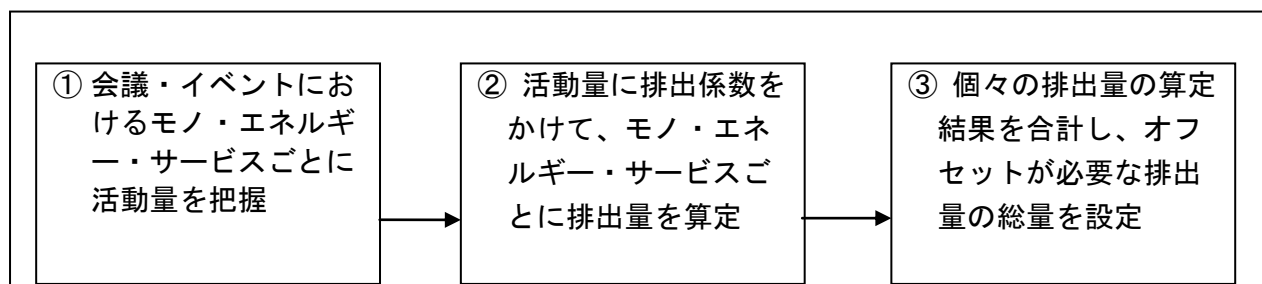 ① 会議・イベントにお
けるモノ・エネルギ
ー・サービスごとに
活動量を把握
② 活動量に排出係数を
かけて、モノ・エネ
ルギー・サービスご
とに排出量を算定
③ 個々の排出量の算定
結果を合計し、オフ
セットが必要な排出
量の総量を設定